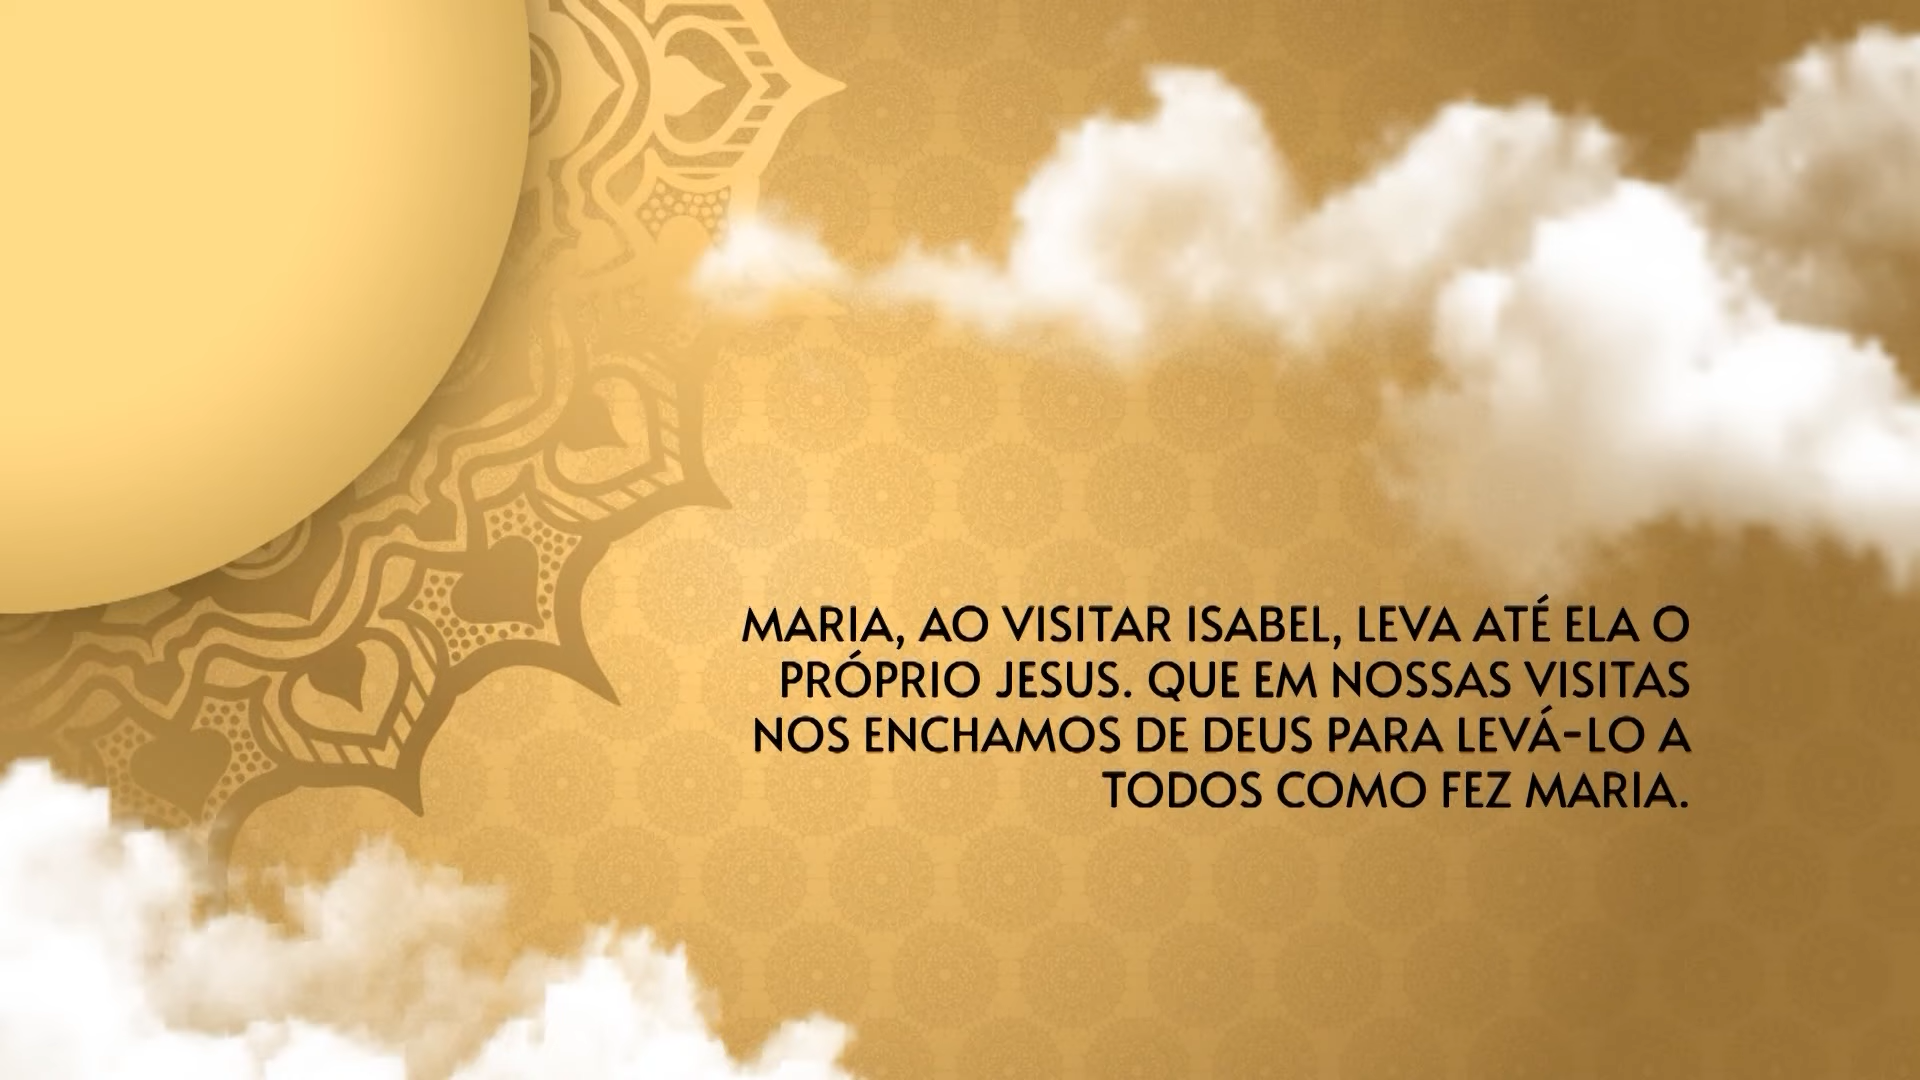 MARIA, AO VISITAR ISABEL, LEVA ATÉ ELA O
PRÓPRIO JESUS. QUE EM NOSSAS VISITAS
NOS ENCHAMOS DE DEUS PARA LEVÁ-LO A
TODOS COMO FEZ MARIA.